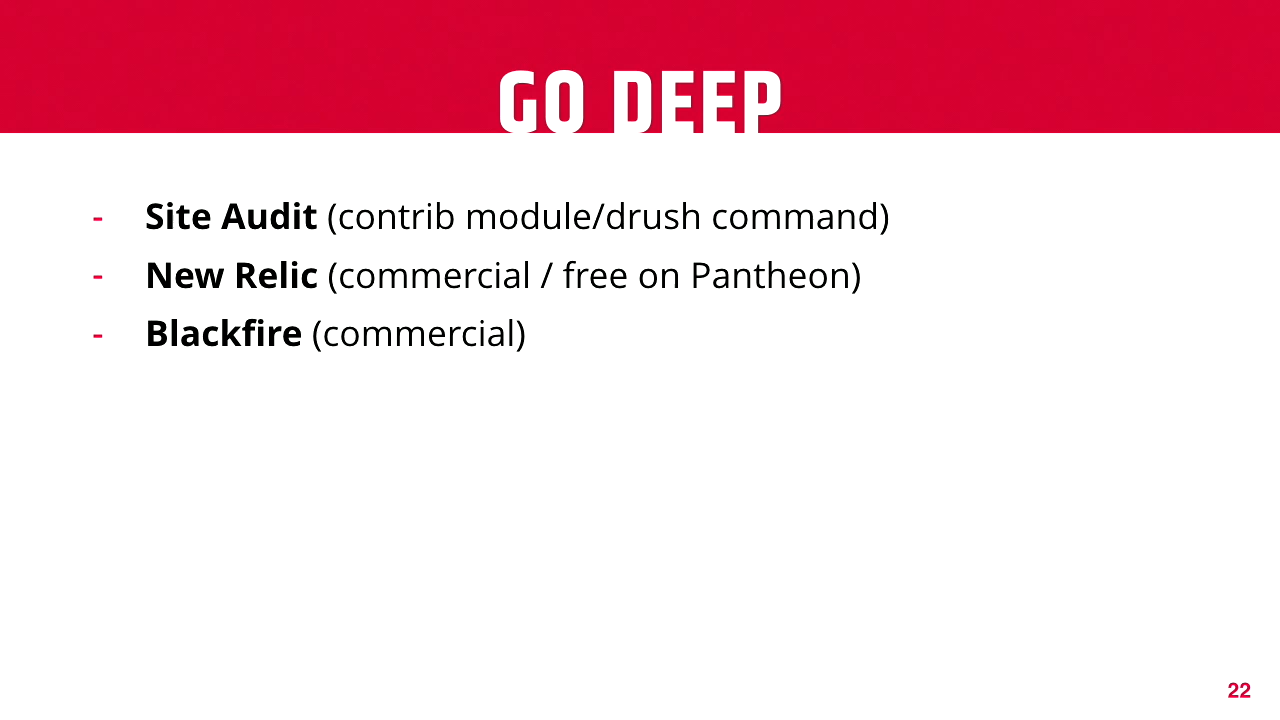 GO DEEP
- Site Audit (contrib module/drush command)
- New Relic (commercial / free on Pantheon)
- Blackfire (commercial)
22